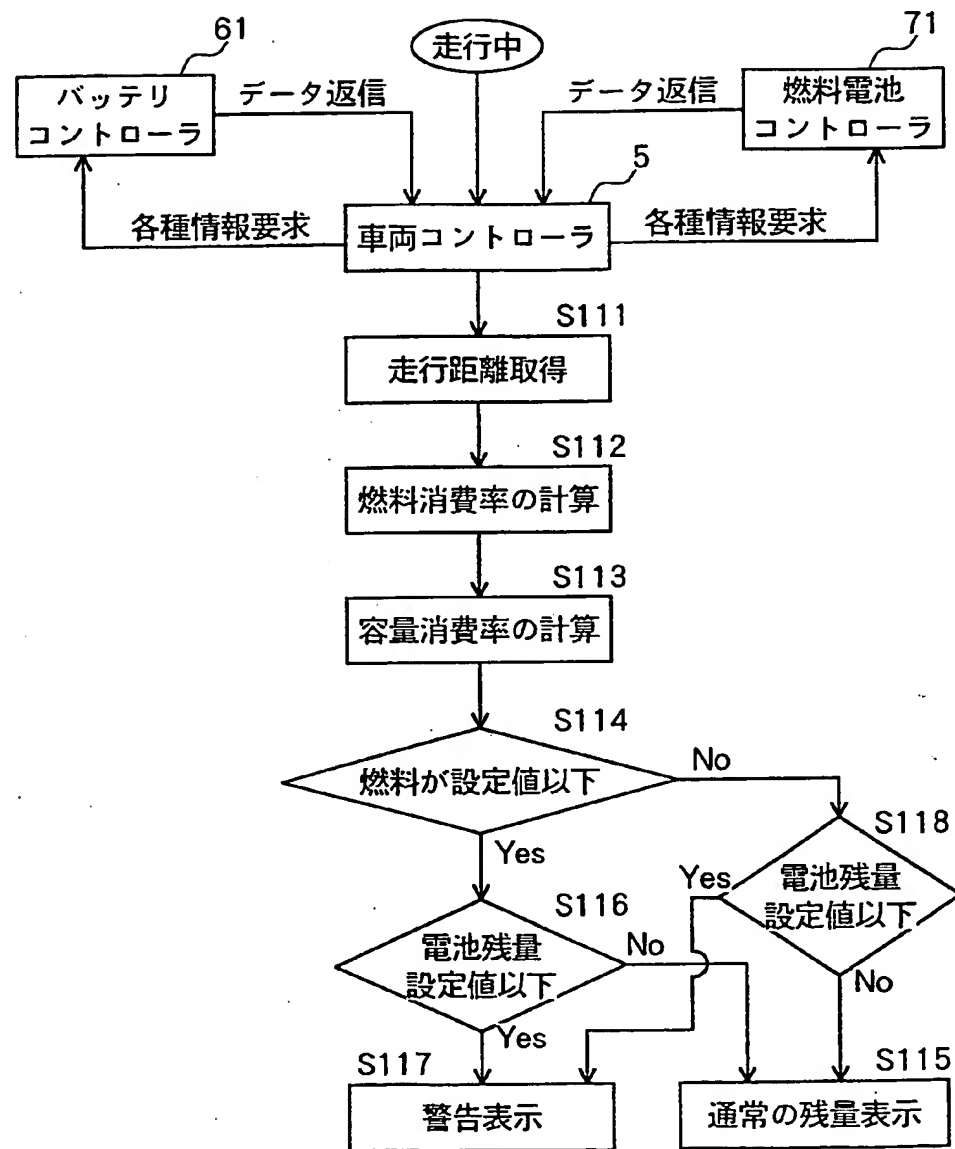 61
走行中
71
バッテリ
コントローラ
データ返信
データ返信
燃料電池
コントローラ
5
各種情報要求
車両コントローラ
各種情報要求
S111
走行距離取得
S112
燃料消費率の計算
S113
容量消費率の計算
S114
燃料が設定値以下
No
Yes
S118
電池残量
設定値以下
Yes
No
S116
電池残量
設定値以下
No
Yes
S117
警告表示
S115
通常の残量表示